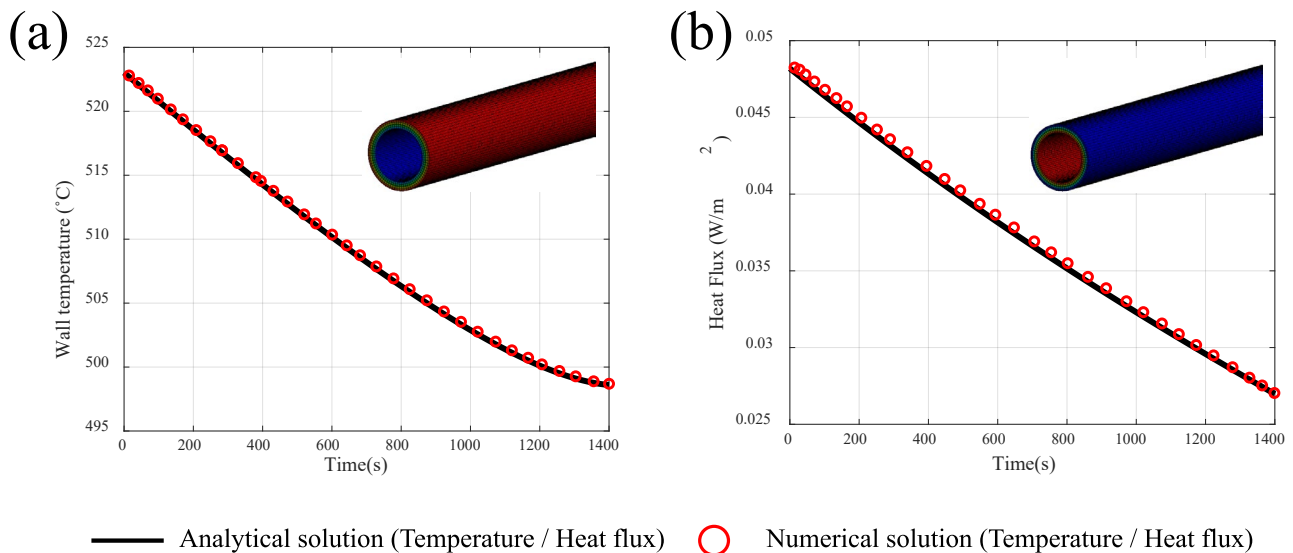 (a)
525
520
515
510
505
500
495
Wall temperature (˚C)
0 200 400 600 800 1000 1200 1400
Time(s)
(b)
0.05
0.045
0.04
0.035
0.03
0.025
Heat Flux (W/m 2 )
0 200 400 600 800 1000 1200 1400
Time(s)
Analytical solution (Temperature / Heat flux)
Numerical solution (Temperature / Heat flux)